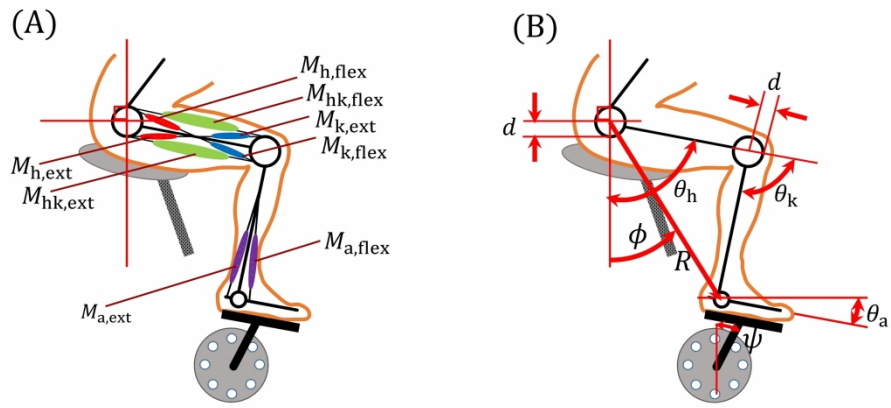 (A)
M_h,flex
M_hk,flex
M_k,ext
M_k,flex
M_h,ext
M_hk,ext
M_a,flex
M_a,ext
(B)
d
d
θ_h
θ_k
ϕ
R
θ_a
ψ